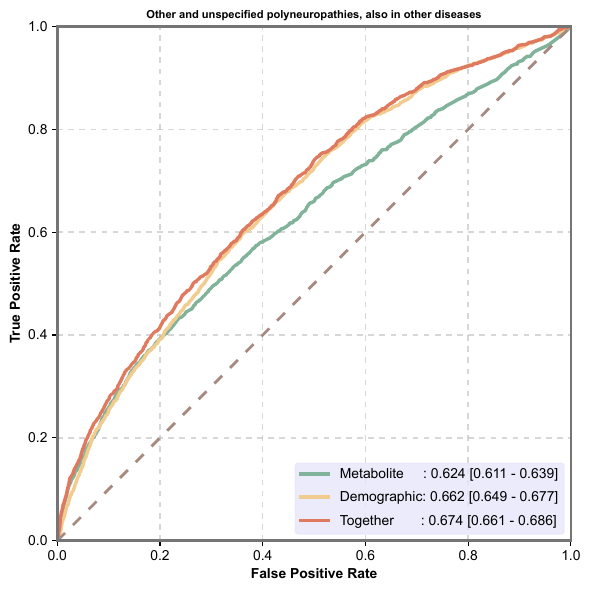 Other and unspecified polyneuropathies, also in other diseases
1.0
0.8
0.6
0.4
0.2
0.0
True Positive Rate
Metabolite : 0.624 [0.611 - 0.639]
Demographic: 0.662 [0.649 - 0.677]
Together : 0.674 [0.661 - 0.686]
0.0 0.2 0.4 0.6 0.8 1.0
False Positive Rate